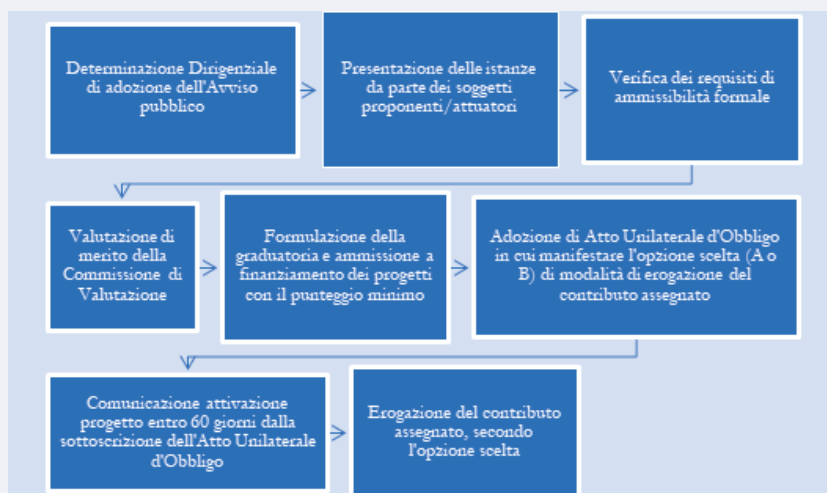 Determinazione Dirigenziale
di adozione dell'Avviso
pubblico
Presentazione delle istanze
da parte dei soggetti
proponenti/attuatori
Verifica dei requisiti di
ammissibilità formale
Valutazione di
merito della
Commissione di
Valutazione
Formulazione della
graduatoria e ammissione a
finanziamento dei progetti
con il punteggio minimo
Adozione di Atto Unilaterale d'Obbligo
in cui manifestare l'opzione scelta (A o
B) di modalità di erogazione del
contributo assegnato
Comunicazione attivazione
progetto entro 60 giorni dalla
sottoscrizione dell'Atto Unilaterale
d'Obbligo
Erogazione del contributo
assegnato, secondo
l'opzione scelta